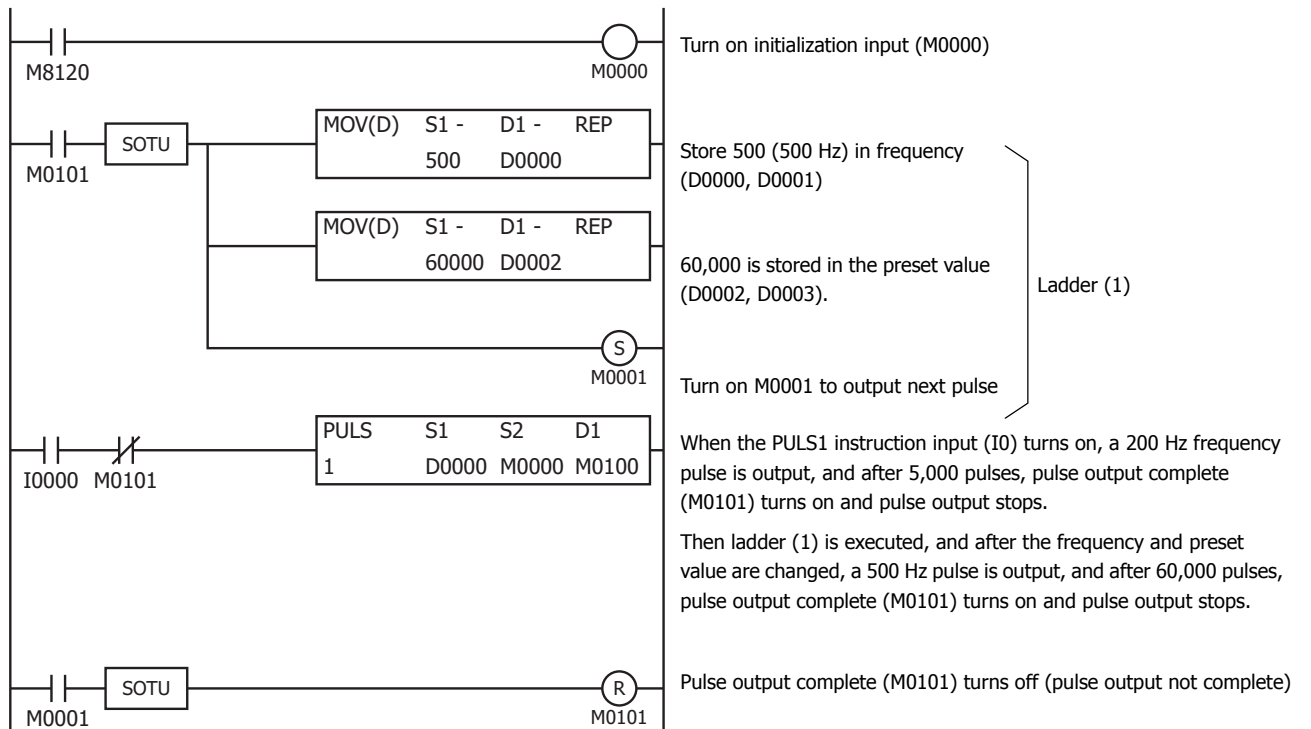 M8120
M0000
Turn on initialization input (M0000)
M0101
SOTU
MOV(D) S1 - D1 - REP
500 D0000
Store 500 (500 Hz) in frequency
(D0000, D0001)
MOV(D) S1 - D1 - REP
60000 D0002
60,000 is stored in the preset value
(D0002, D0003).
Ladder (1)
S
M0001
Turn on M0001 to output next pulse
I0000 M0101
PULS S1 S2 D1
1 D0000 M0000 M0100
When the PULS1 instruction input (I0) turns on, a 200 Hz frequency
pulse is output, and after 5,000 pulses, pulse output complete
(M0101) turns on and pulse output stops.
Then ladder (1) is executed, and after the frequency and preset
value are changed, a 500 Hz pulse is output, and after 60,000 pulses,
pulse output complete (M0101) turns on and pulse output stops.
M0001
SOTU
R
M0101
Pulse output complete (M0101) turns off (pulse output not complete)